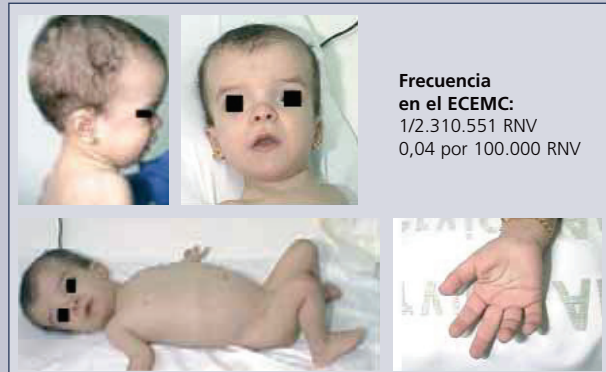 Frecuencia
en el ECEMC:
1/2.310.551 RNV
0,04 por 100.000 RNV